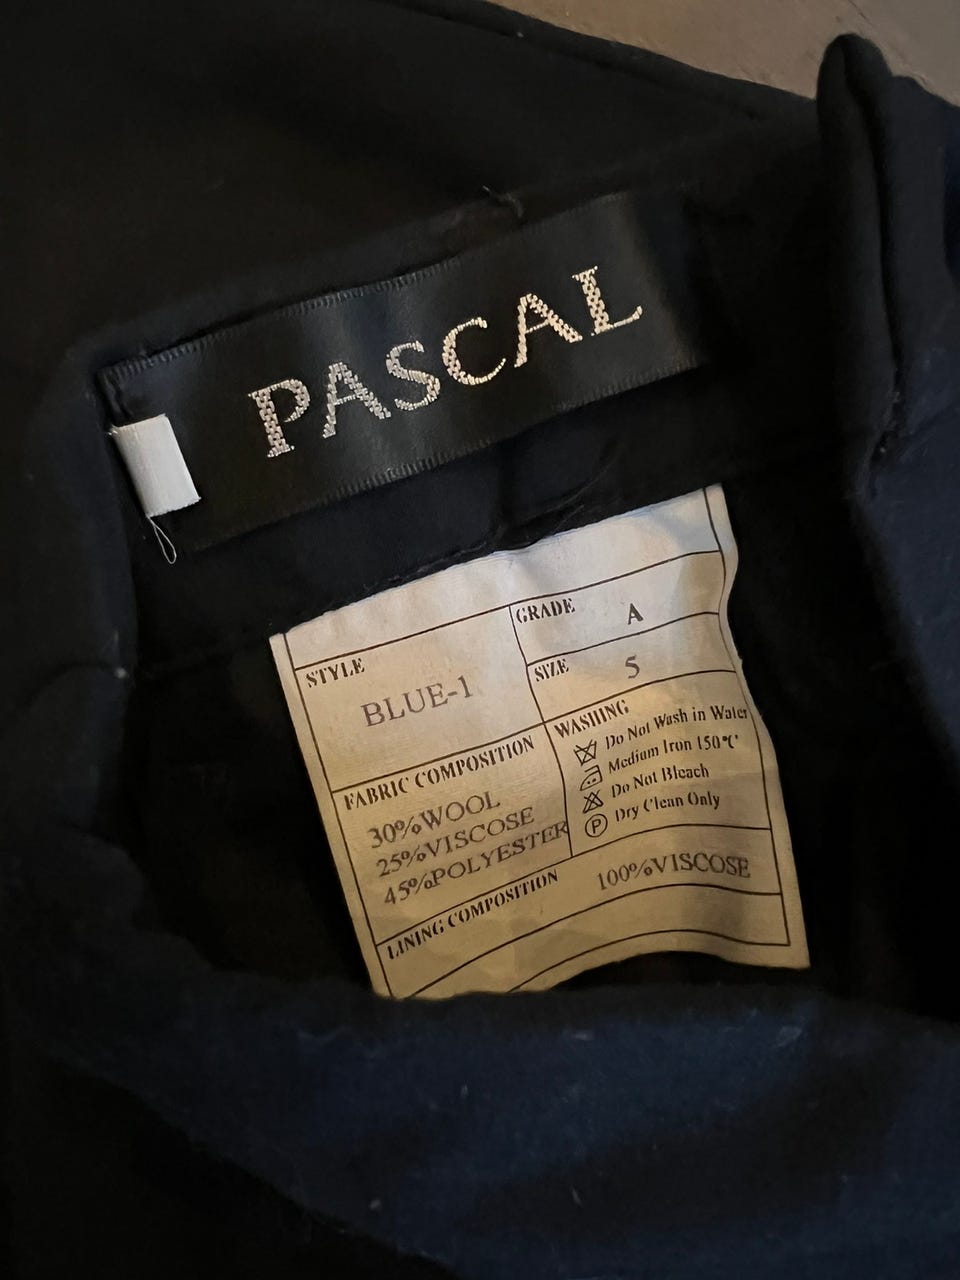 PASCAL
STYLE
BLUE-1
GRADE
A
SIZE
5
FABRIC COMPOSITION
30%WOOL
25%VISCOSE
45%POLYESTER
WASHING
Do Not Wash in Water
Medium Iron 150℃
Do Not Bleach
P Dry Clean Only
LINING COMPOSITION
100%VISCOSE